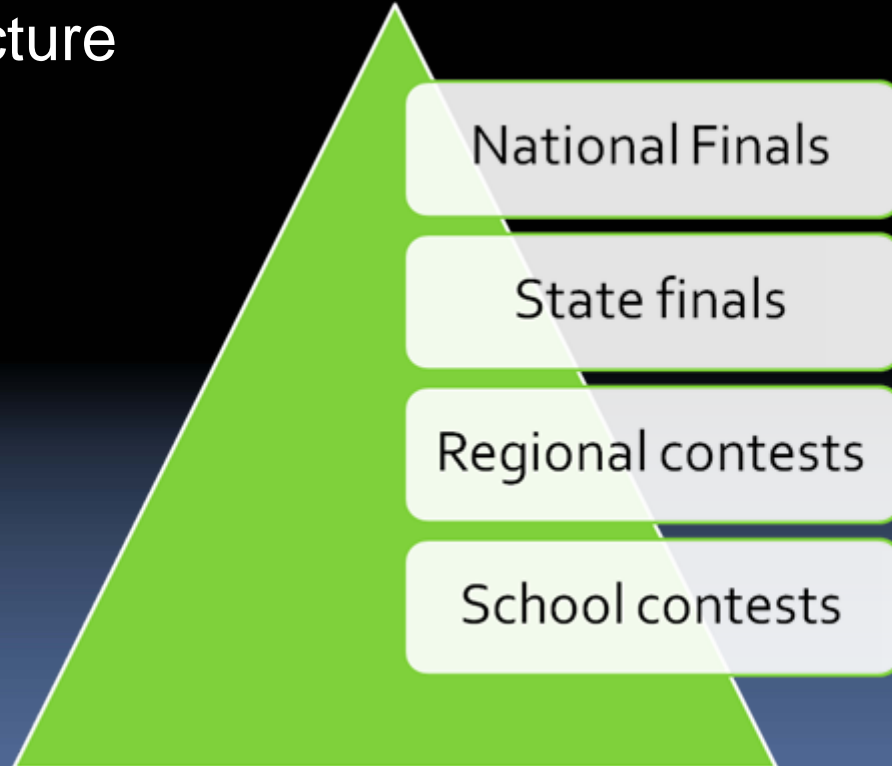 cture
National Finals
State finals
Regional contests
School contests